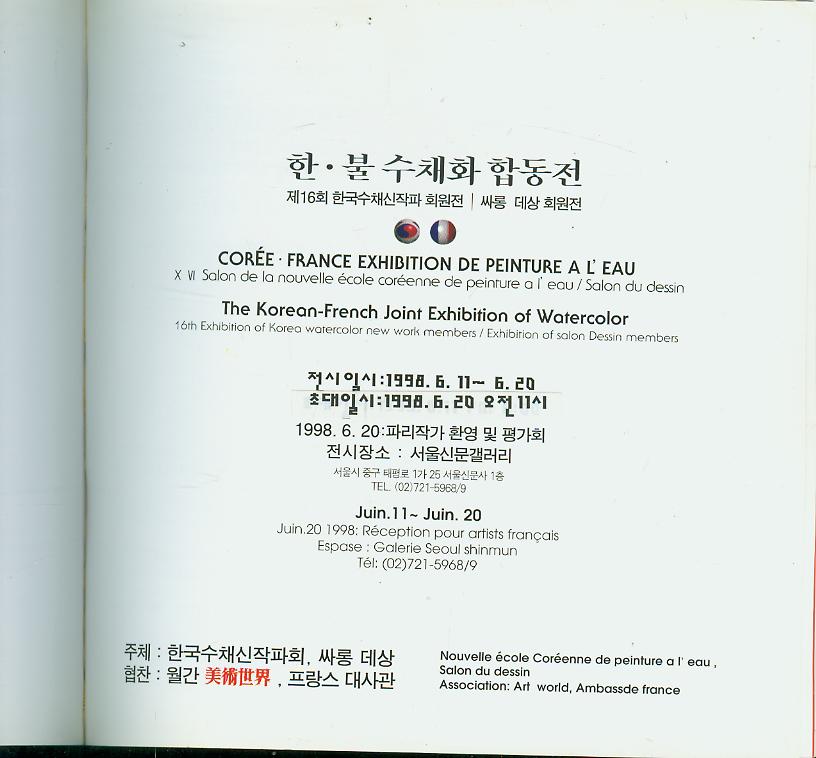 한·불 수채화 합동전
제16회 한국수채신작파 회원전 | 싸롱 데상 회원전
CORÉE · FRANCE EXHIBITION DE PEINTURE A L' EAU
X VI Salon de la nouvelle école coréenne de peinture a l' eau / Salon du dessin
The Korean-French Joint Exhibition of Watercolor
16th Exhibition of Korea watercolor new work members / Exhibition of salon Dessin members
전시일시:1998. 6. 11~ 6. 20
초대일시:1998. 6. 20 오전11시
1998. 6. 20:파리작가 환영 및 평가회
전시장소 : 서울신문갤러리
서울시 중구 태평로 1가 25 서울신문사 1층
TEL. (02)721-5968/9
Juin.11~ Juin. 20
Juin.20 1998: Réception pour artists français
Espase : Galerie Seoul shinmun
Tél: (02)721-5968/9
주체 : 한국수채신작파회, 싸롱 데상
협찬 : 월간 美術世界 , 프랑스 대사관
Nouvelle école Coréenne de peinture a l' eau ,
Salon du dessin
Association: Art world, Ambassde france